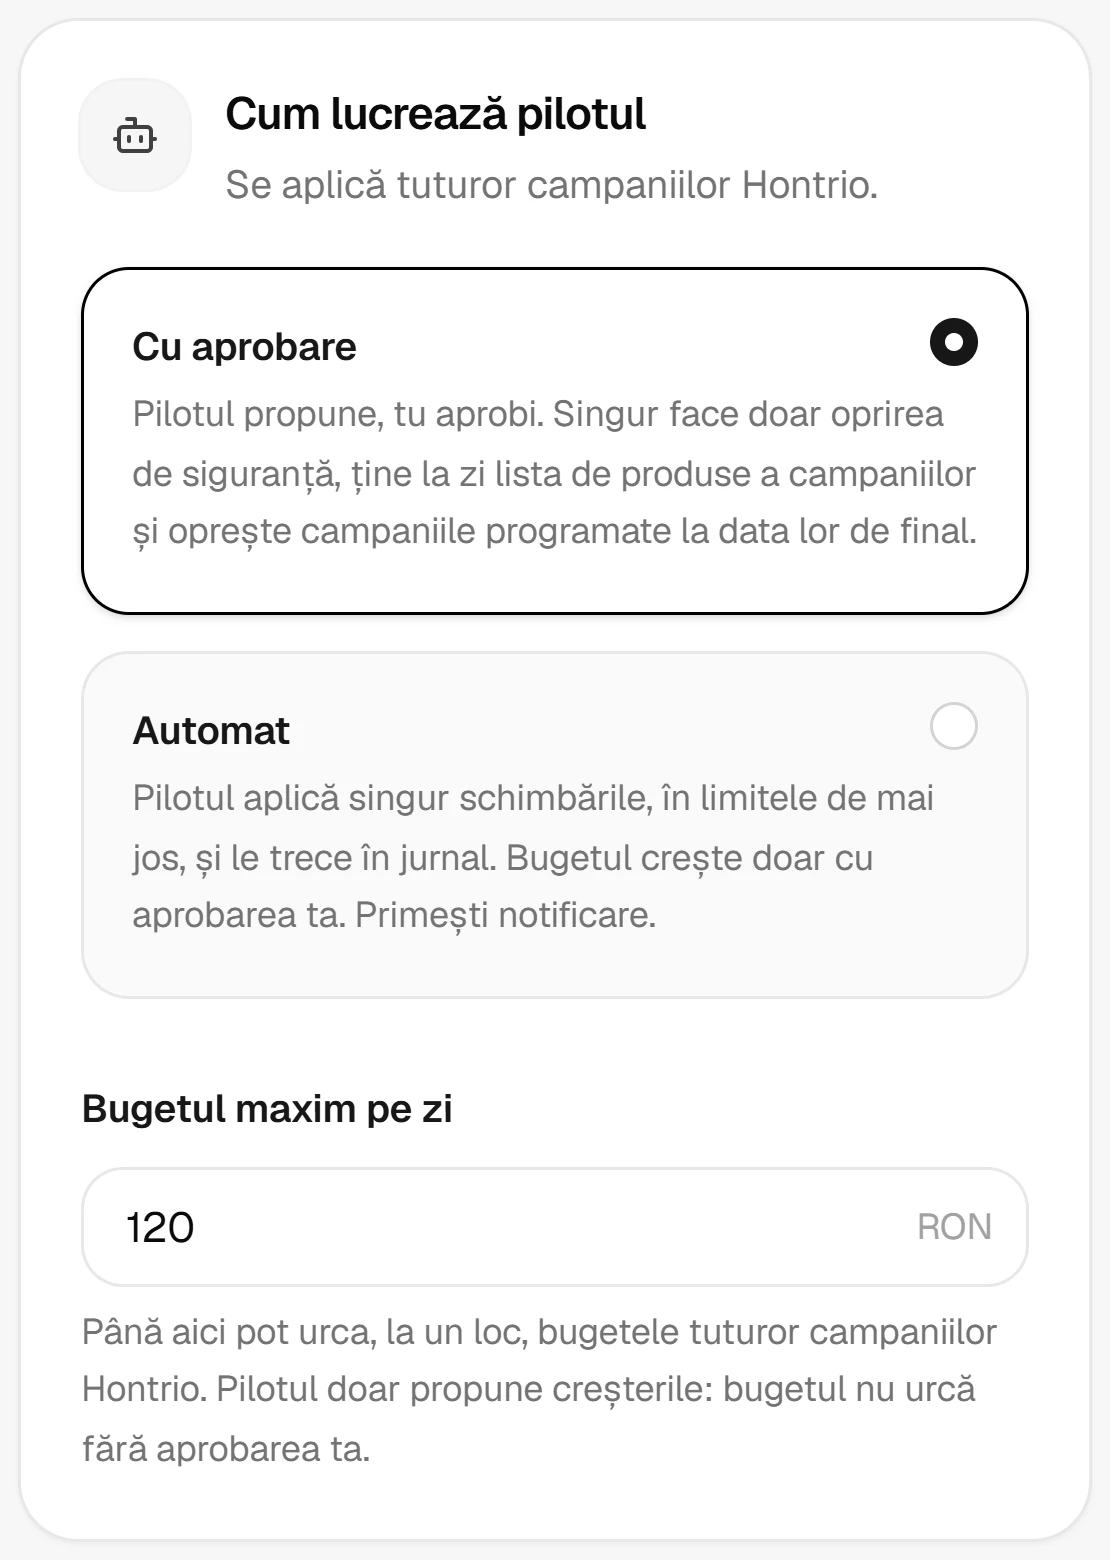 Cum lucrează pilotul
Se aplică tuturor campaniilor Hontrio.
Cu aprobare
Pilotul propune, tu aprobi. Singur face doar oprirea
de siguranță, ține la zi lista de produse a campaniilor
și oprește campaniile programate la data lor de final.
Automat
Pilotul aplică singur schimbările, în limitele de mai
jos, și le trece în jurnal. Bugetul crește doar cu
aprobarea ta. Primești notificare.
Bugetul maxim pe zi
120 RON
Până aici pot urca, la un loc, bugetele tuturor campaniilor
Hontrio. Pilotul doar propune creșterile: bugetul nu urcă
fără aprobarea ta.